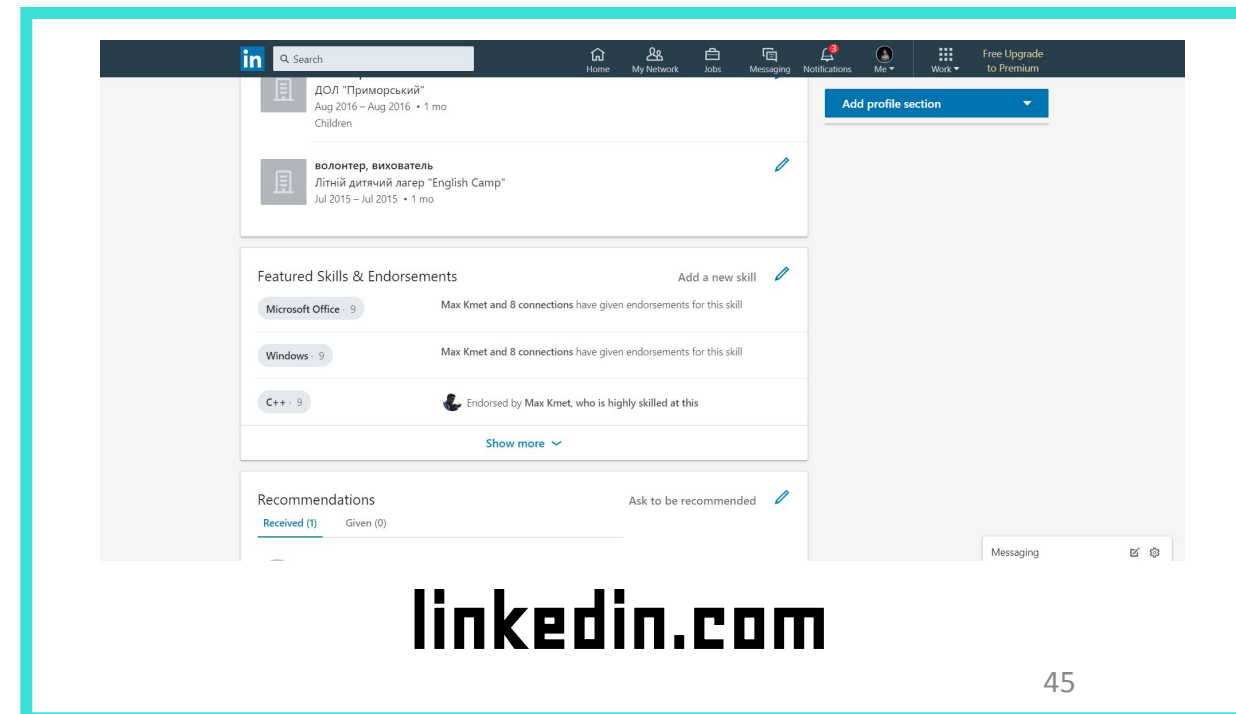 in Search Home My Network Jobs Messaging 3 Notifications Me Work Free Upgrade to Premium
ДОЛ "Приморський"
Aug 2016 – Aug 2016 • 1 mo
Children
Add profile section
волонтер, вихователь
Літній дитячий лагер "English Camp"
Jul 2015 – Jul 2015 • 1 mo
Featured Skills & Endorsements Add a new skill
Microsoft Office · 9 Max Kmet and 8 connections have given endorsements for this skill
Windows · 9 Max Kmet and 8 connections have given endorsements for this skill
C++ · 9 Endorsed by Max Kmet, who is highly skilled at this
Show more
Recommendations Ask to be recommended
Received (1) Given (0)
Messaging
linkedin.com
45